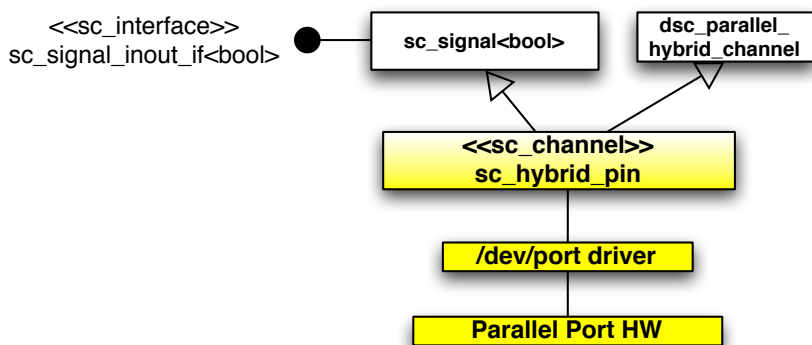 <<sc_interface>>
sc_signal_inout_if<bool>
sc_signal<bool>
dsc_parallel_
hybrid_channel
<<sc_channel>>
sc_hybrid_pin
/dev/port driver
Parallel Port HW